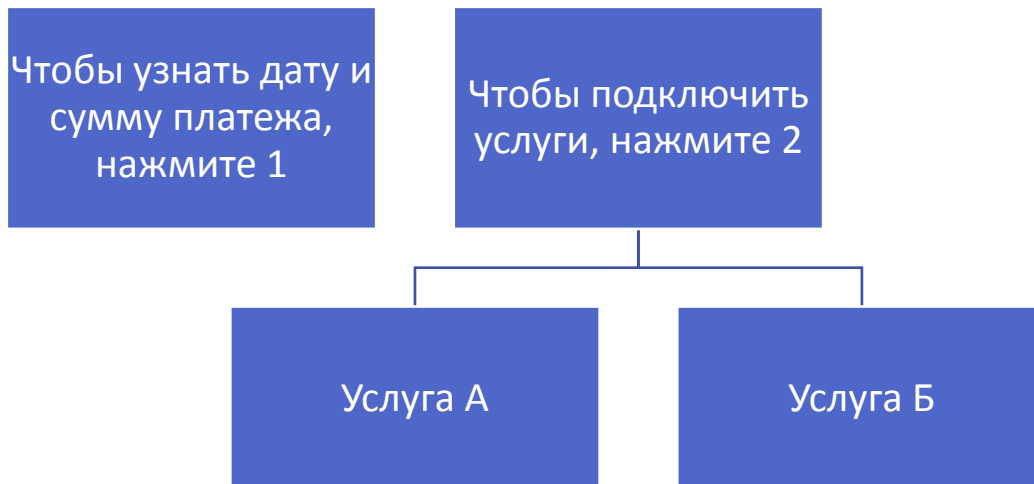 Чтобы узнать дату и
сумму платежа,
нажмите 1
Чтобы подключить
услуги, нажмите 2
Услуга А
Услуга Б